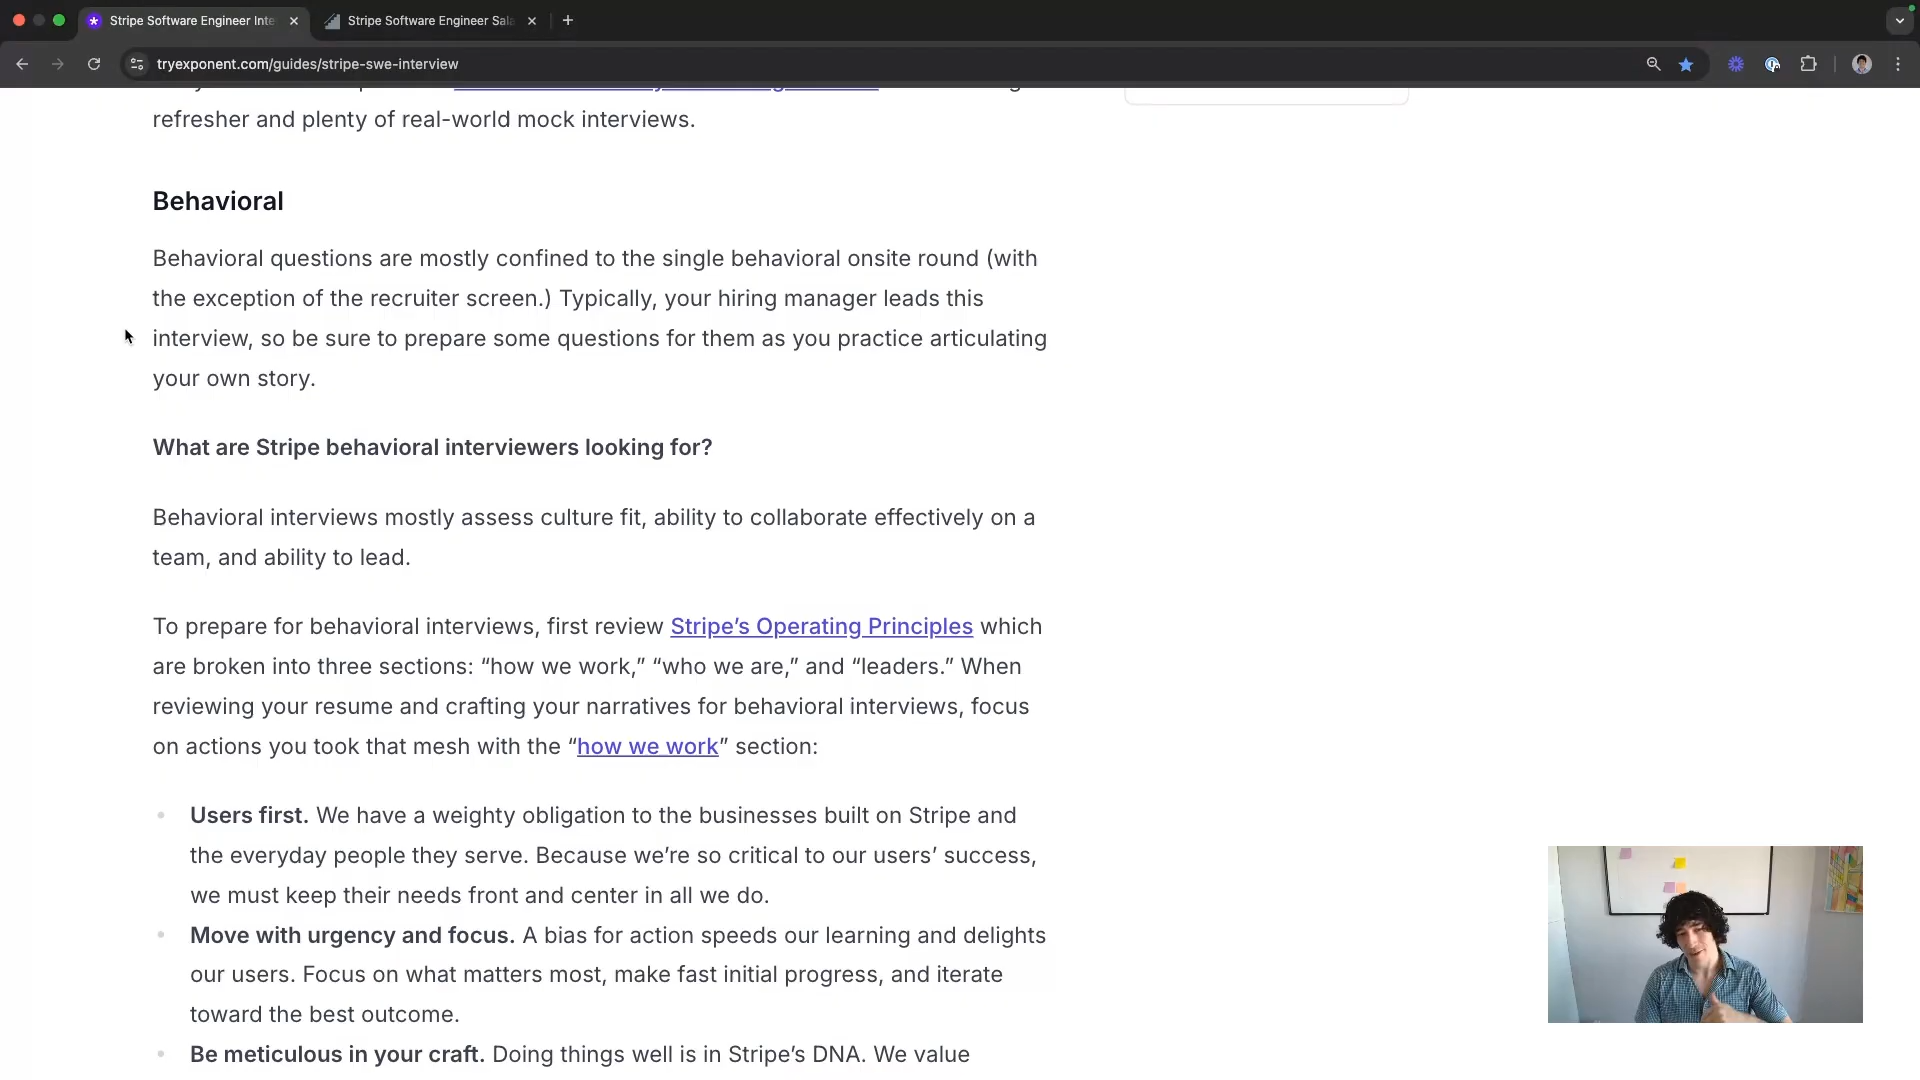 Stripe Software Engineer Inte
Stripe Software Engineer Sala
tryexponent.com/guides/stripe-swe-interview
refresher and plenty of real-world mock interviews.
Behavioral
Behavioral questions are mostly confined to the single behavioral onsite round (with
the exception of the recruiter screen.) Typically, your hiring manager leads this
interview, so be sure to prepare some questions for them as you practice articulating
your own story.
What are Stripe behavioral interviewers looking for?
Behavioral interviews mostly assess culture fit, ability to collaborate effectively on a
team, and ability to lead.
To prepare for behavioral interviews, first review Stripe’s Operating Principles which
are broken into three sections: “how we work,” “who we are,” and “leaders.” When
reviewing your resume and crafting your narratives for behavioral interviews, focus
on actions you took that mesh with the “how we work” section:
• Users first. We have a weighty obligation to the businesses built on Stripe and
the everyday people they serve. Because we’re so critical to our users’ success,
we must keep their needs front and center in all we do.
• Move with urgency and focus. A bias for action speeds our learning and delights
our users. Focus on what matters most, make fast initial progress, and iterate
toward the best outcome.
• Be meticulous in your craft. Doing things well is in Stripe’s DNA. We value